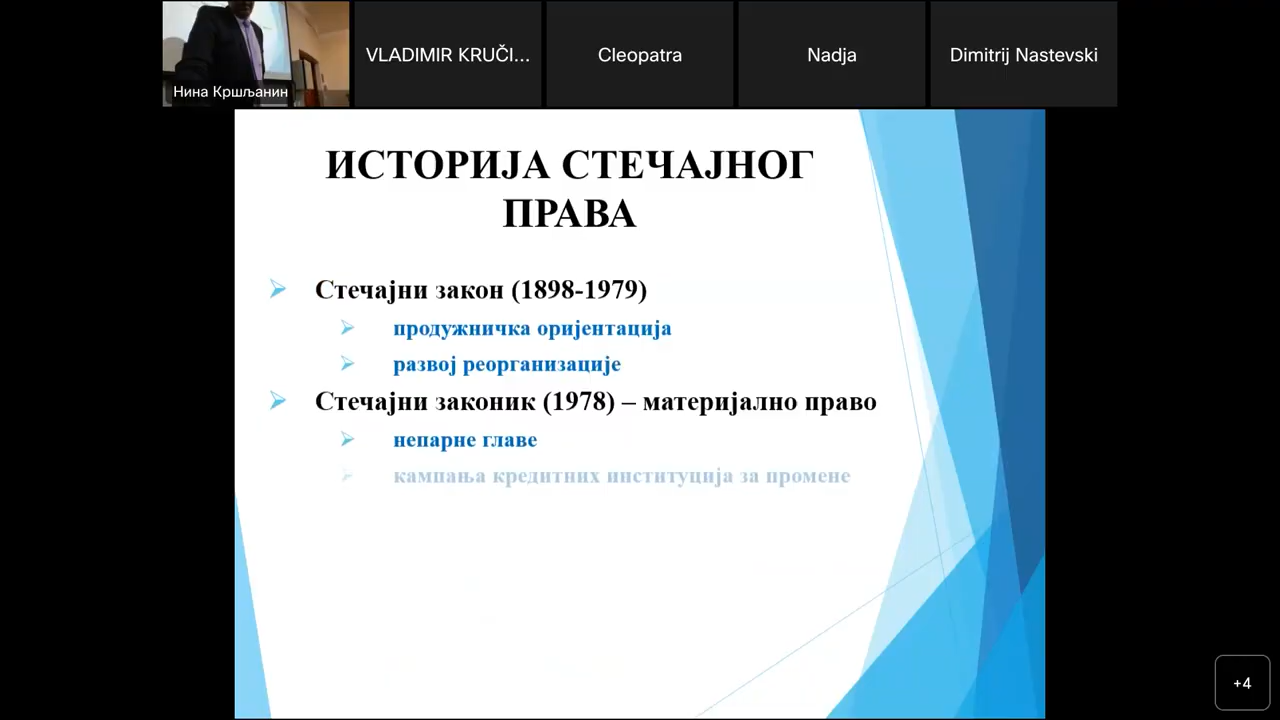 Нина Кршљанин
VLADIMIR KRUČI...
Cleopatra
Nadja
Dimitrij Nastevski
ИСТОРИЈА СТЕЧАЈНОГ
ПРАВА
Стечајни закон (1898-1979)
продужничка оријентација
развој реорганизације
Стечајни законик (1978) – материјално право
непарне главе
кампања кредитних институција за промене
+4